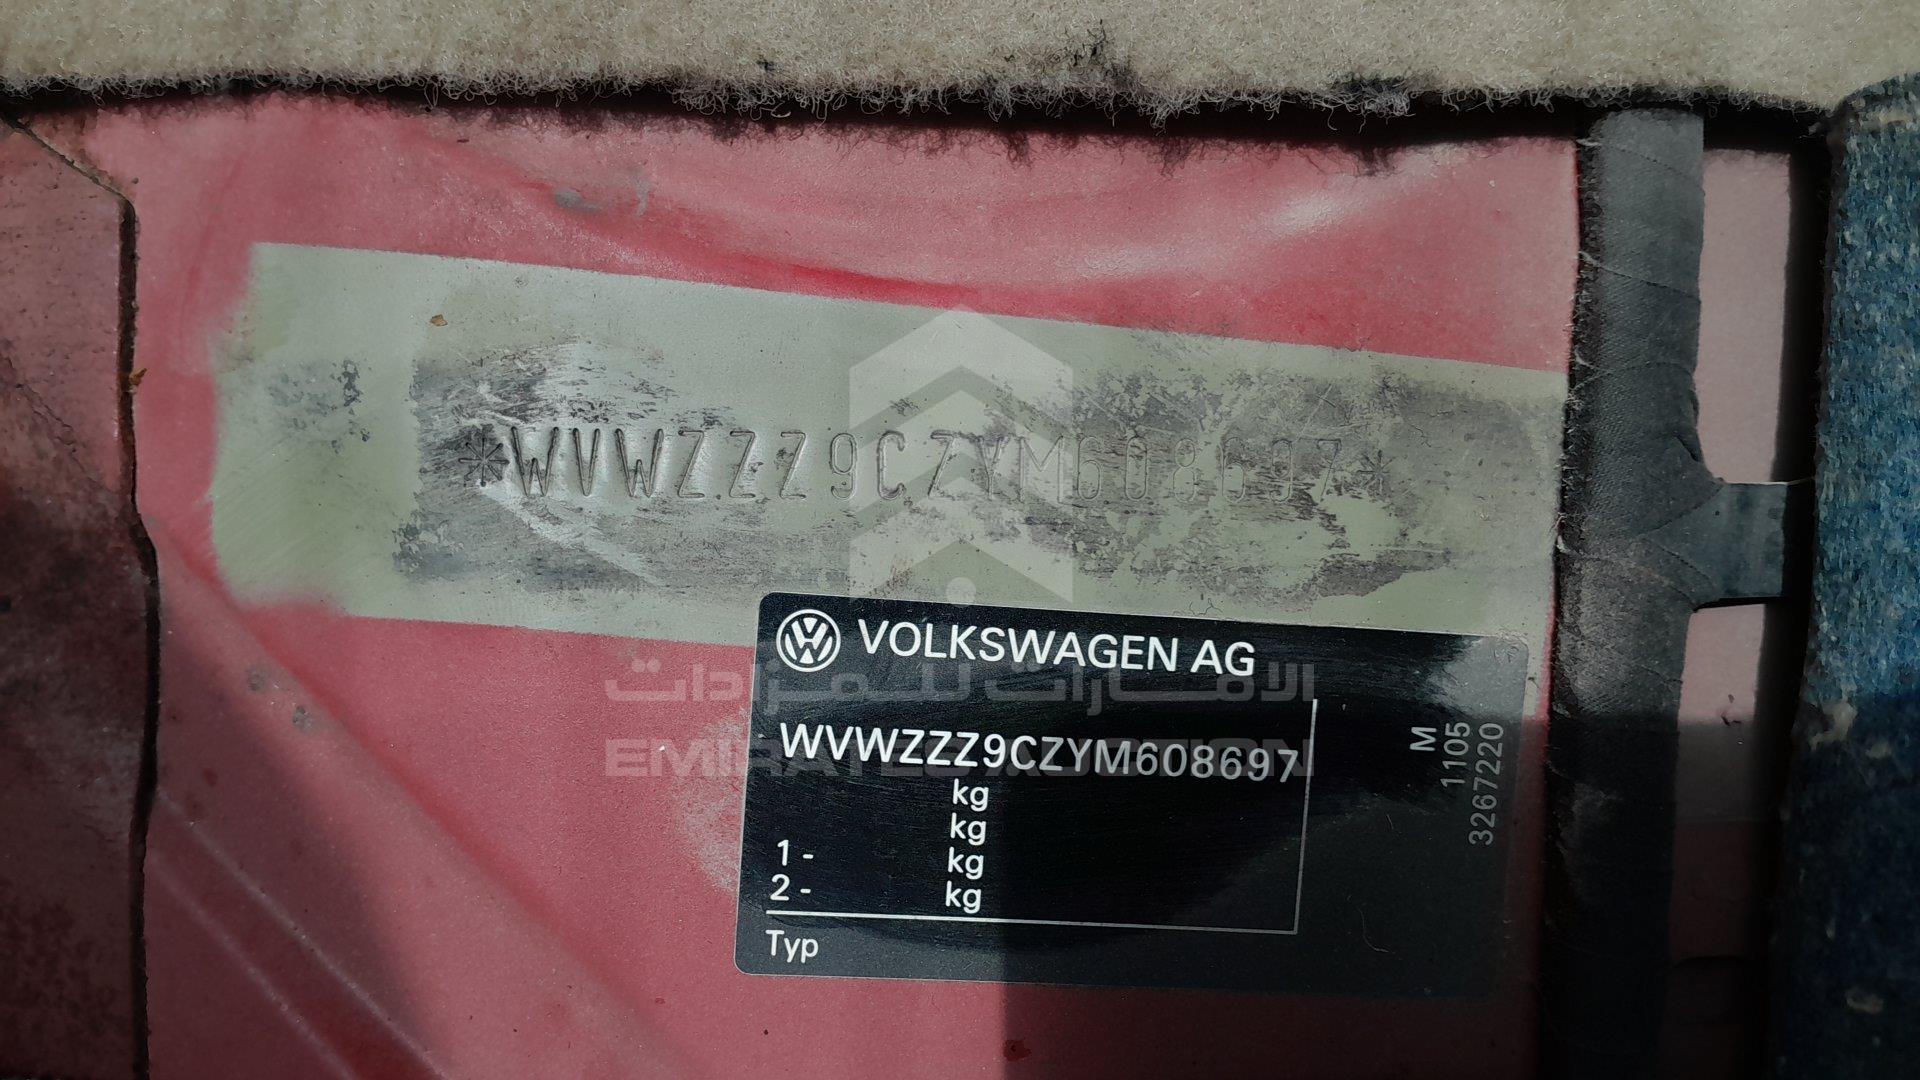 *WVWZZZ9CZYM608697*
VOLKSWAGEN AG
الامارات للمزادات
EMIRATES AUCTION
WVWZZZ9CZYM608697
kg
kg
1- kg
2- kg
Typ
M
1105
3267220